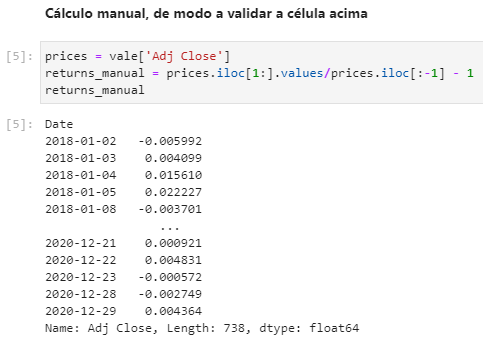 Cálculo manual, de modo a validar a célula acima
[5]: prices = vale['Adj Close']
returns_manual = prices.iloc[1:].values/prices.iloc[:-1] - 1
returns_manual
[5]: Date
2018-01-02   -0.005992
2018-01-03    0.004099
2018-01-04    0.015610
2018-01-05    0.022227
2018-01-08   -0.003701
...
2020-12-21    0.000921
2020-12-22    0.004831
2020-12-23   -0.000572
2020-12-28   -0.002749
2020-12-29    0.004364
Name: Adj Close, Length: 738, dtype: float64